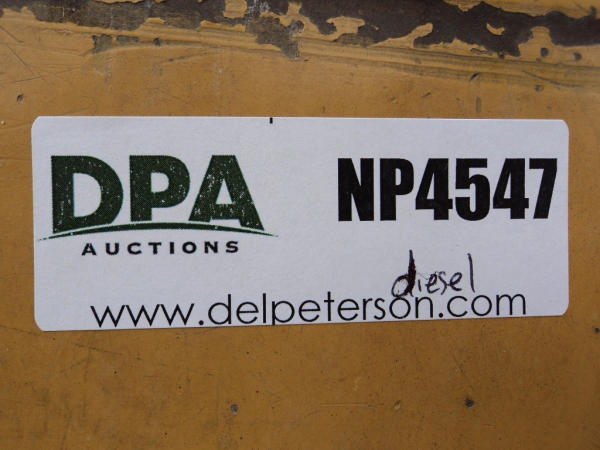 DPA
AUCTIONS
NP4547
diesel
www.delpeterson.com